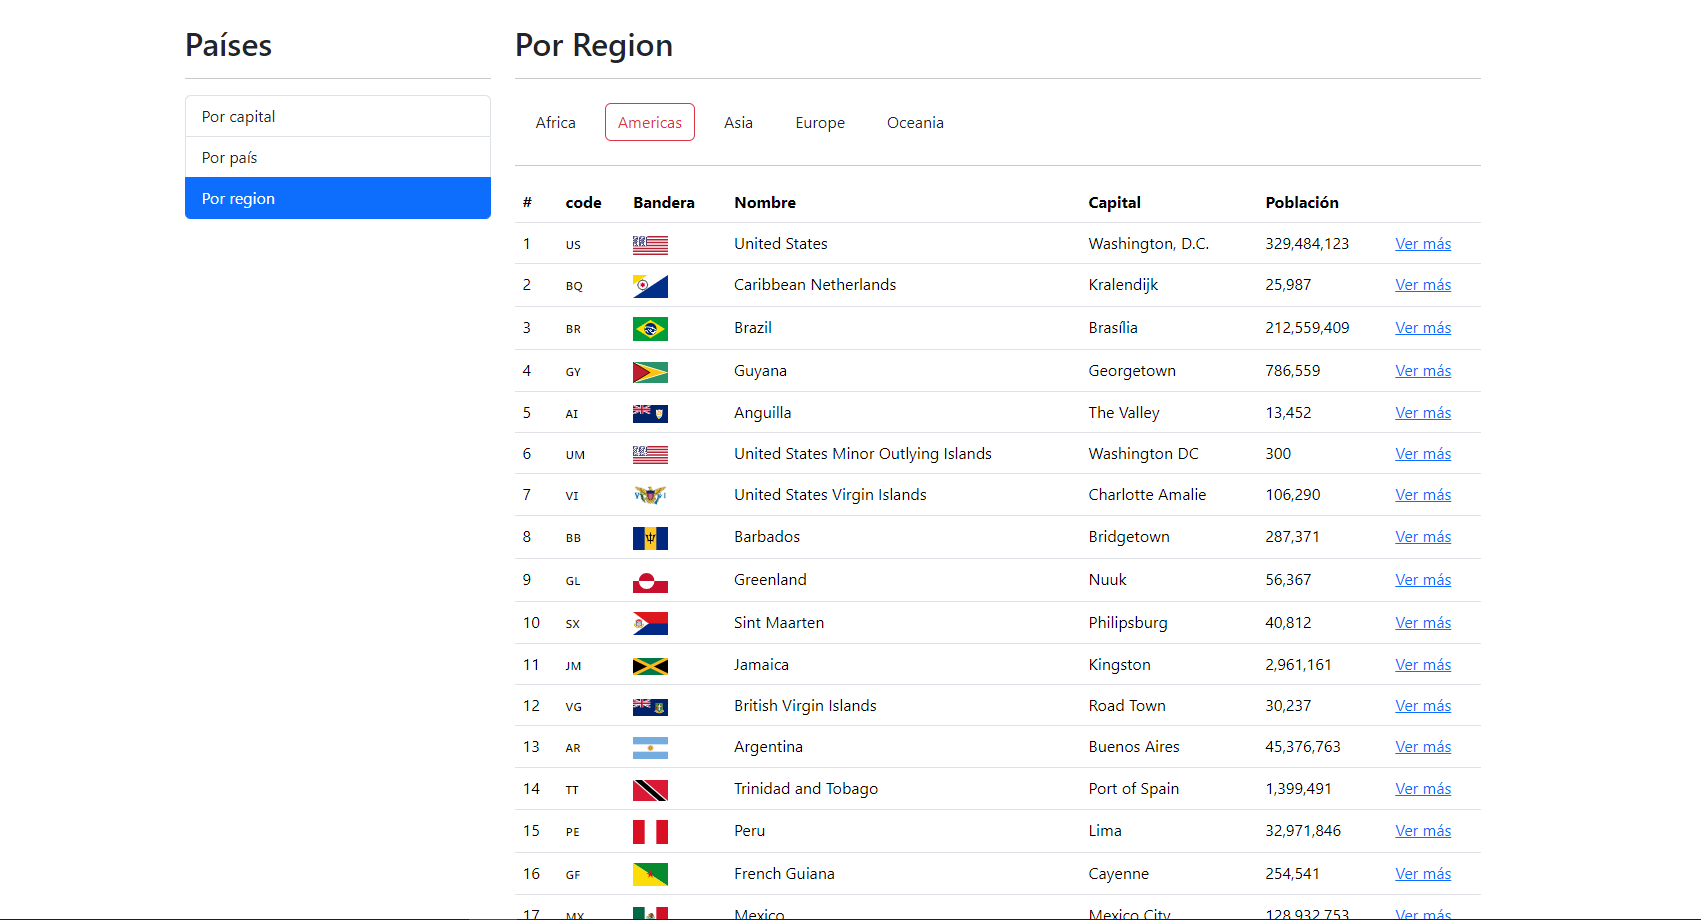 Países
Por capital
Por país
Por region
Por Region
Africa Americas Asia Europe Oceania
# code Bandera Nombre Capital Población
1 US United States Washington, D.C. 329,484,123 Ver más
2 BQ Caribbean Netherlands Kralendijk 25,987 Ver más
3 BR Brazil Brasília 212,559,409 Ver más
4 GY Guyana Georgetown 786,559 Ver más
5 AI Anguilla The Valley 13,452 Ver más
6 UM United States Minor Outlying Islands Washington DC 300 Ver más
7 VI United States Virgin Islands Charlotte Amalie 106,290 Ver más
8 BB Barbados Bridgetown 287,371 Ver más
9 GL Greenland Nuuk 56,367 Ver más
10 SX Sint Maarten Philipsburg 40,812 Ver más
11 JM Jamaica Kingston 2,961,161 Ver más
12 VG British Virgin Islands Road Town 30,237 Ver más
13 AR Argentina Buenos Aires 45,376,763 Ver más
14 TT Trinidad and Tobago Port of Spain 1,399,491 Ver más
15 PE Peru Lima 32,971,846 Ver más
16 GF French Guiana Cayenne 254,541 Ver más
17 MX Mexico Mexico City 128,932,753 Ver más